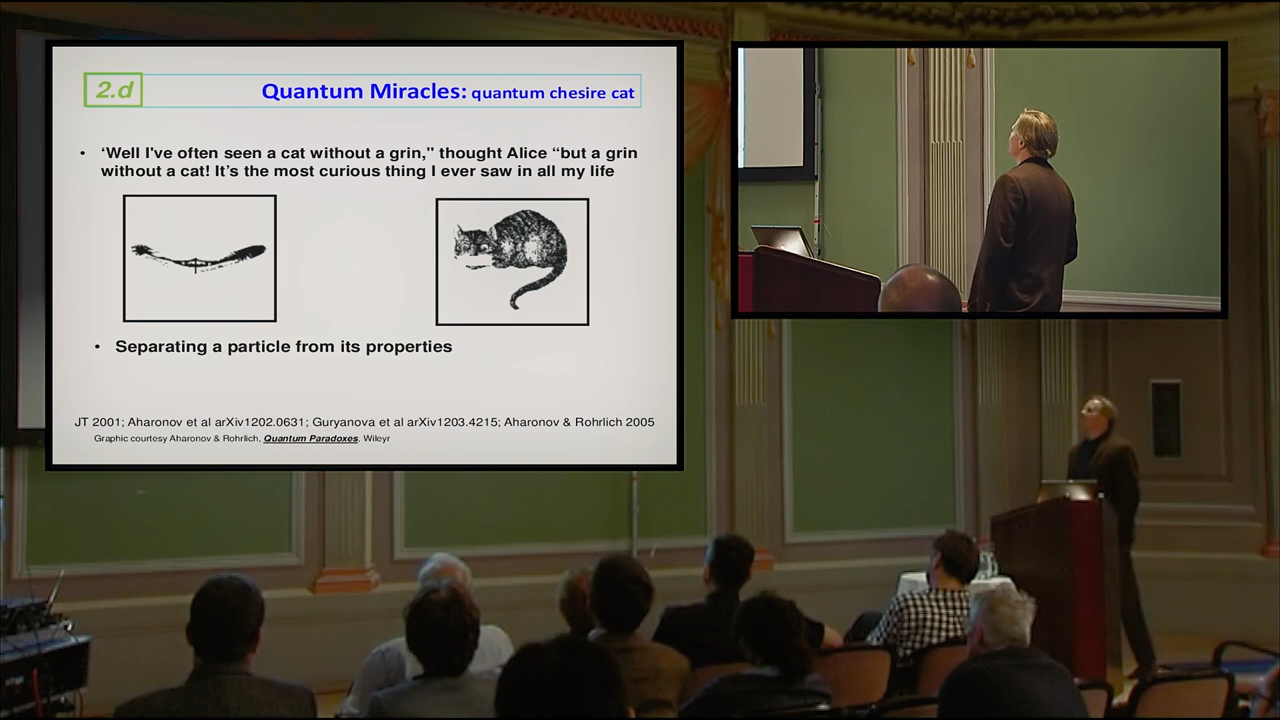 2.d
Quantum Miracles: quantum chesire cat
• ‘Well I've often seen a cat without a grin," thought Alice “but a grin
without a cat! It’s the most curious thing I ever saw in all my life
• Separating a particle from its properties
JT 2001; Aharonov et al arXiv1202.0631; Guryanova et al arXiv1203.4215; Aharonov & Rohrlich 2005
Graphic courtesy Aharonov & Rohrlich, Quantum Paradoxes, Wileyr